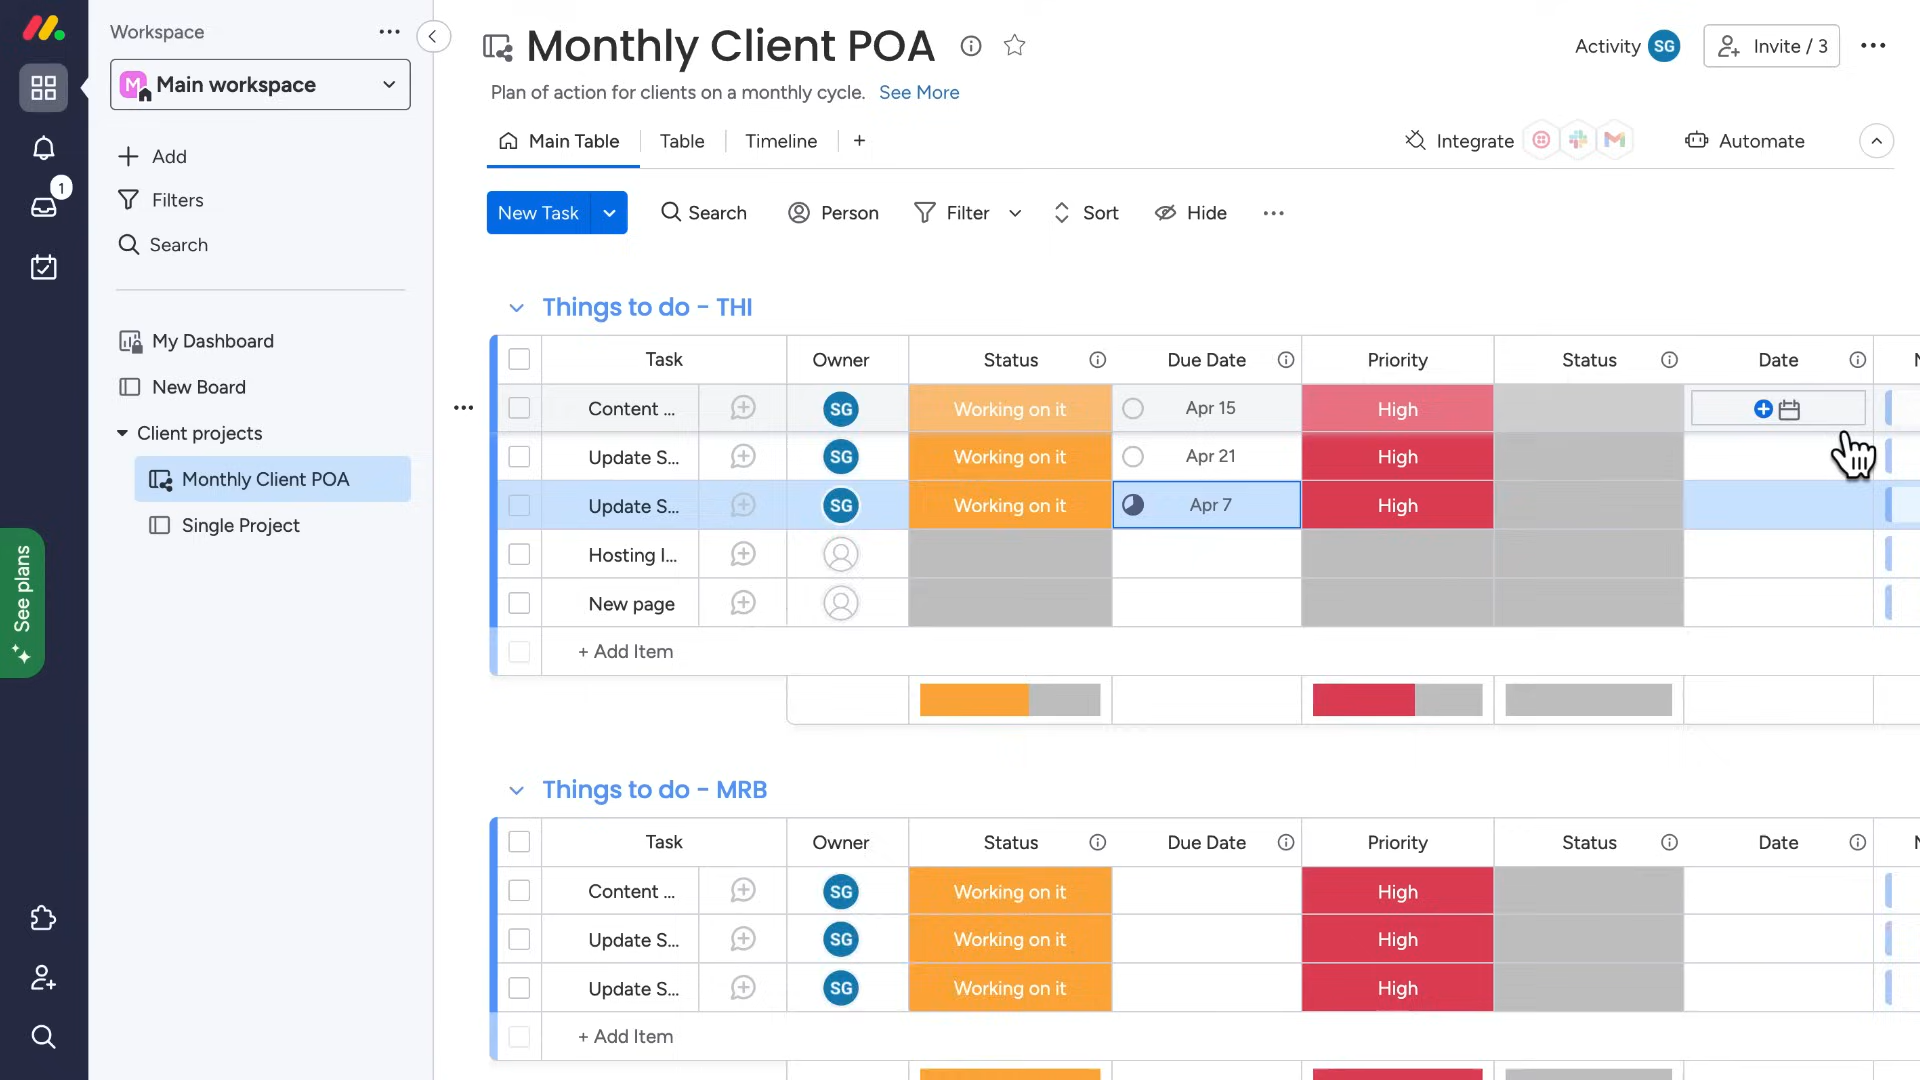 Workspace
M Main workspace
Add
Filters
Search
My Dashboard
New Board
Client projects
Monthly Client POA
Single Project
1
See plans
Monthly Client POA
Activity SG
Invite / 3
Plan of action for clients on a monthly cycle. See More
Main Table Table Timeline +
Integrate
Automate
New Task Search Person Filter Sort Hide
Things to do - THI
Task Owner Status Due Date Priority Status Date
Content ... SG Working on it Apr 15 High
Update S... SG Working on it Apr 21 High
Update S... SG Working on it Apr 7 High
Hosting I...
New page
+ Add Item
Things to do - MRB
Task Owner Status Due Date Priority Status Date
Content ... SG Working on it High
Update S... SG Working on it High
Update S... SG Working on it High
+ Add Item